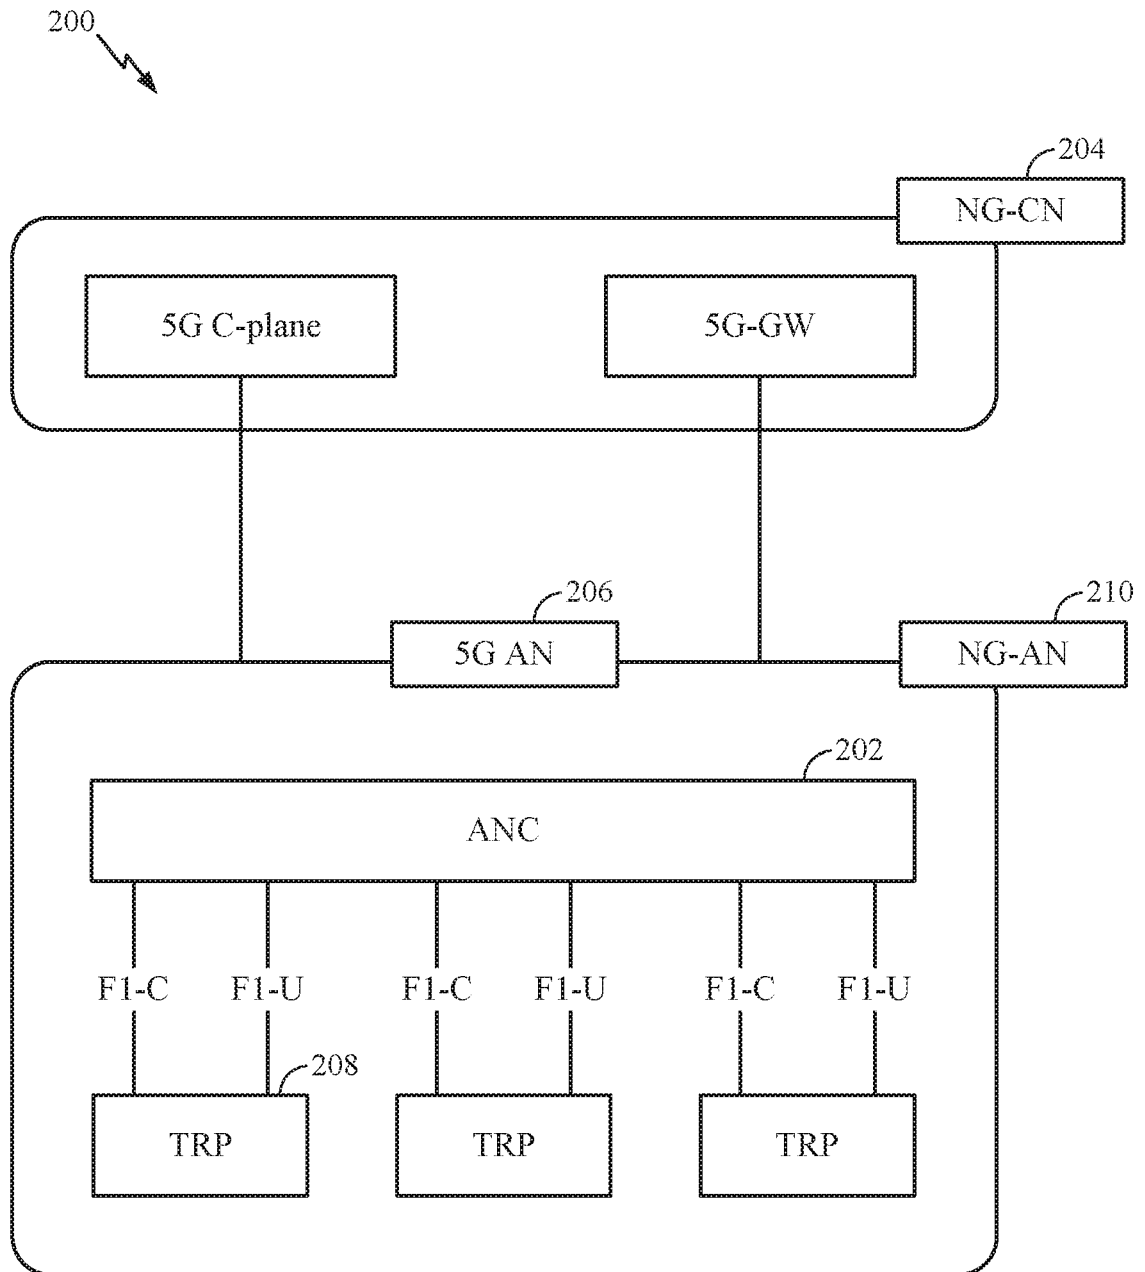 200
204
NG-CN
5G C-plane
5G-GW
206
210
5G AN
NG-AN
202
ANC
F1-C
F1-U
F1-C
F1-U
F1-C
F1-U
208
TRP
TRP
TRP